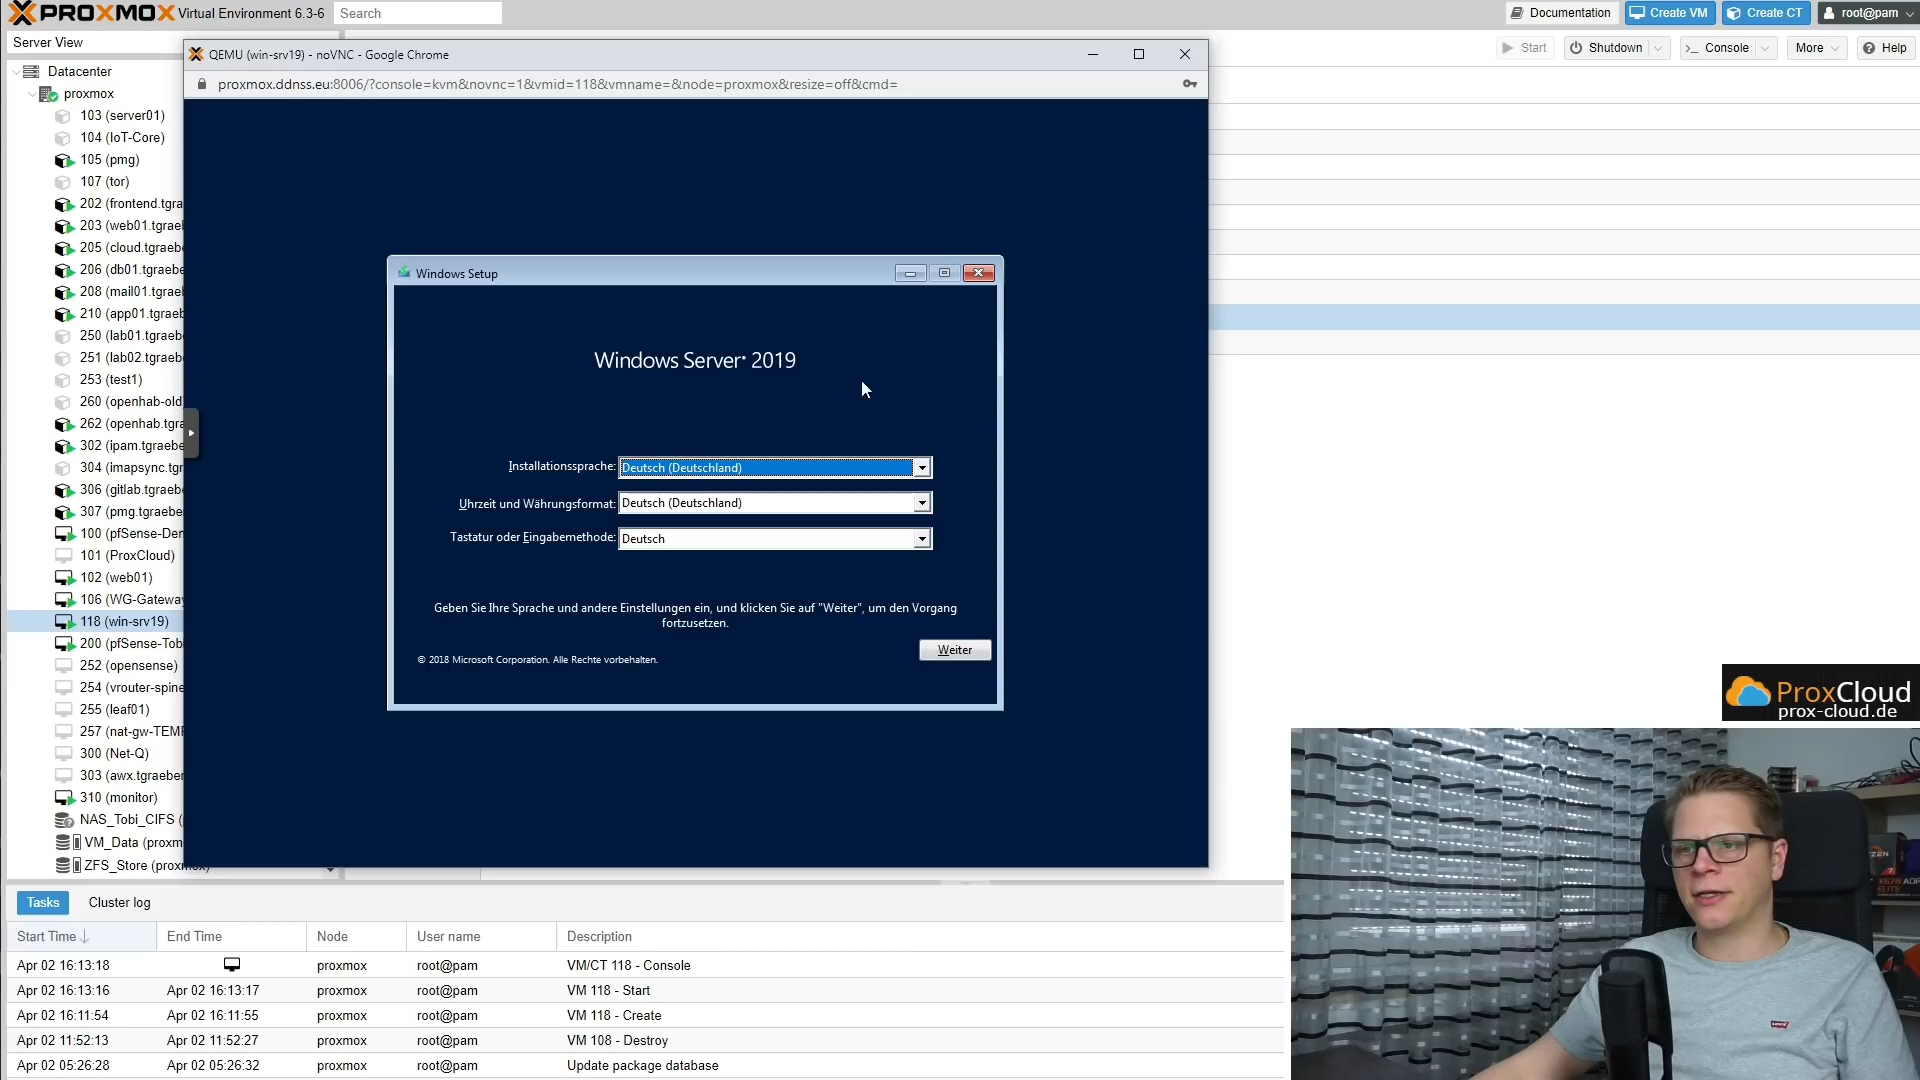 PROXMOX Virtual Environment 6.3-6 Search Documentation Create VM Create CT root@pam
Server View
Start Shutdown Console More Help
QEMU (win-srv19) - noVNC - Google Chrome
proxmox.ddnss.eu:8006/?console=kvm&novnc=1&vmid=118&vmname=&node=proxmox&resize=off&cmd=
Datacenter
proxmox
103 (server01)
104 (IoT-Core)
105 (pmg)
107 (tor)
202 (frontend.tgra
203 (web01.tgraeb
205 (cloud.tgraebe
206 (db01.tgraebe
208 (mail01.tgraeb
210 (app01.tgraeb
250 (lab01.tgraebe
251 (lab02.tgraebe
253 (test1)
260 (openhab-old
262 (openhab.tgra
302 (ipam.tgraebe
304 (imapsync.tgr
306 (gitlab.tgraebe
307 (pmg.tgraebe
100 (pfSense-Der
101 (ProxCloud)
102 (web01)
106 (WG-Gateway
118 (win-srv19)
200 (pfSense-Tobi
252 (opensense)
254 (vrouter-spine
255 (leaf01)
257 (nat-gw-TEMP
300 (Net-Q)
303 (awx.tgraeber
310 (monitor)
NAS_Tobi_CIFS (
VM_Data (proxm
ZFS_Store (proxmox)
Windows Setup
Windows Server 2019
Installationssprache: Deutsch (Deutschland)
Uhrzeit und Währungsformat: Deutsch (Deutschland)
Tastatur oder Eingabemethode: Deutsch
Geben Sie Ihre Sprache und andere Einstellungen ein, und klicken Sie auf "Weiter", um den Vorgang
fortzusetzen.
Weiter
© 2018 Microsoft Corporation. Alle Rechte vorbehalten.
ProxCloud
prox-cloud.de
Tasks Cluster log
Start Time End Time Node User name Description
Apr 02 16:13:18 proxmox root@pam VM/CT 118 - Console
Apr 02 16:13:16 Apr 02 16:13:17 proxmox root@pam VM 118 - Start
Apr 02 16:11:54 Apr 02 16:11:55 proxmox root@pam VM 118 - Create
Apr 02 11:52:13 Apr 02 11:52:27 proxmox root@pam VM 108 - Destroy
Apr 02 05:26:28 Apr 02 05:26:32 proxmox root@pam Update package database
Levi's